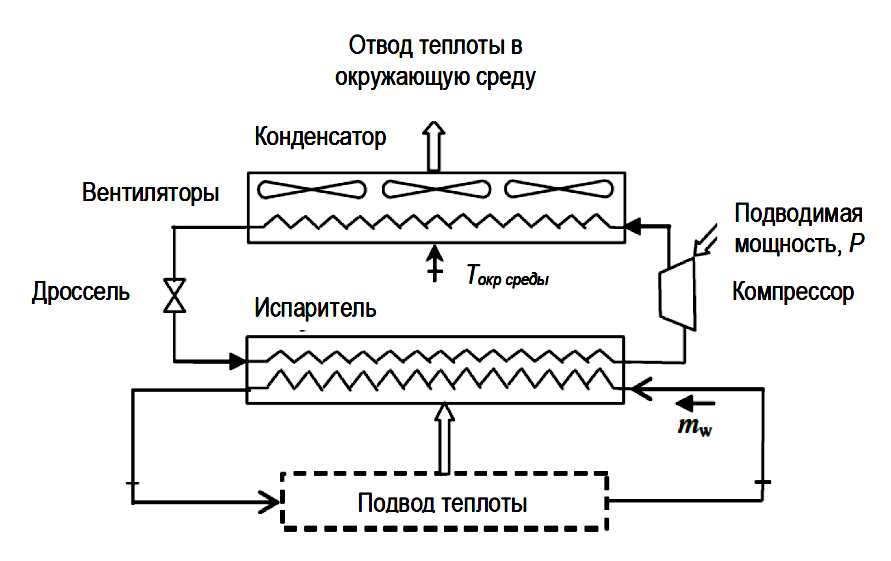 Отвод теплоты в
окружающую среду
Конденсатор
Вентиляторы
Подводимая
мощность, P
Tокр среды
Дроссель
Компрессор
Испаритель
mw
Подвод теплоты